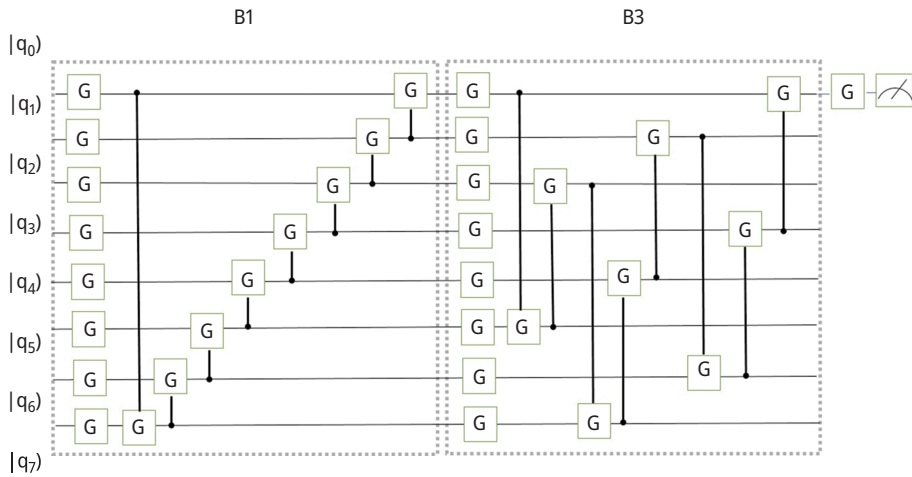 B1 B3
|q₀⟩
G G G G G
|q₁⟩
G G G G
|q₂⟩
G G G G
|q₃⟩
G G G G
|q₄⟩
G G G G
G G G G
|q₅⟩
G G G G
|q₆⟩
G G G G
|q₇⟩